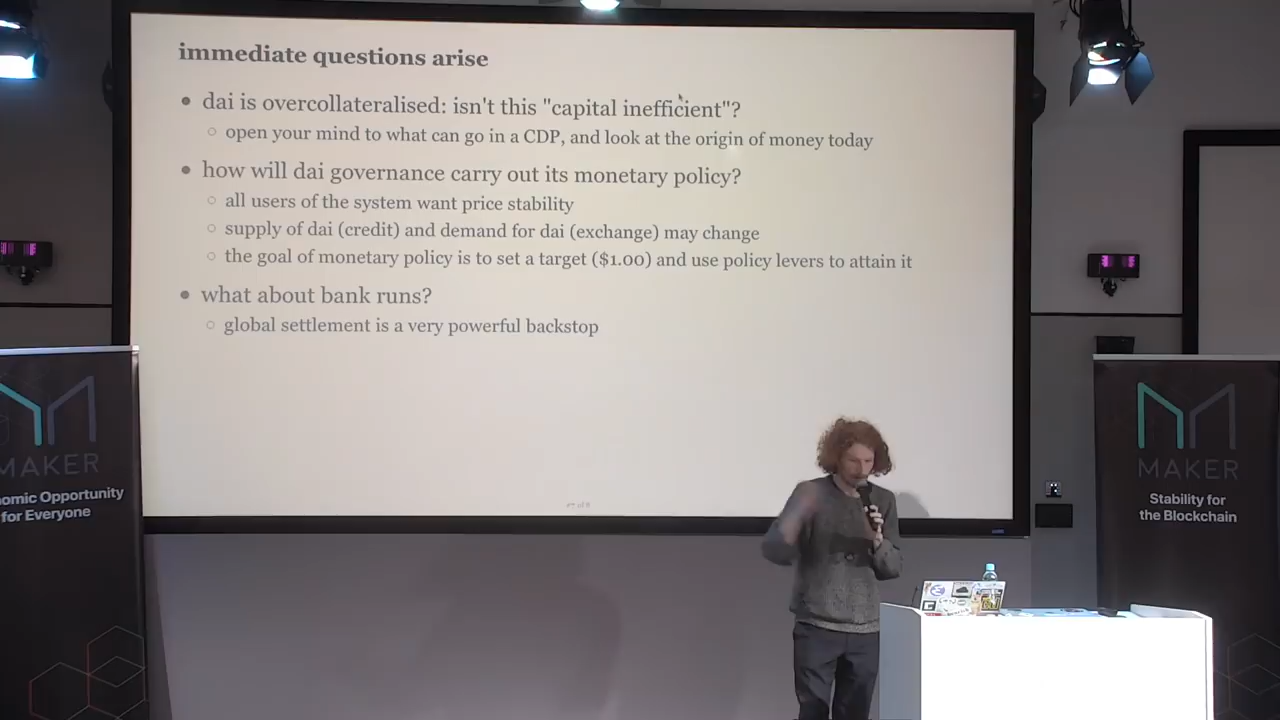 immediate questions arise
dai is overcollateralised: isn't this "capital inefficient"?
open your mind to what can go in a CDP, and look at the origin of money today
how will dai governance carry out its monetary policy?
all users of the system want price stability
supply of dai (credit) and demand for dai (exchange) may change
the goal of monetary policy is to set a target ($1.00) and use policy levers to attain it
what about bank runs?
global settlement is a very powerful backstop
MAKER
omic Opportunity
for Everyone
MAKER
Stability for
the Blockchain